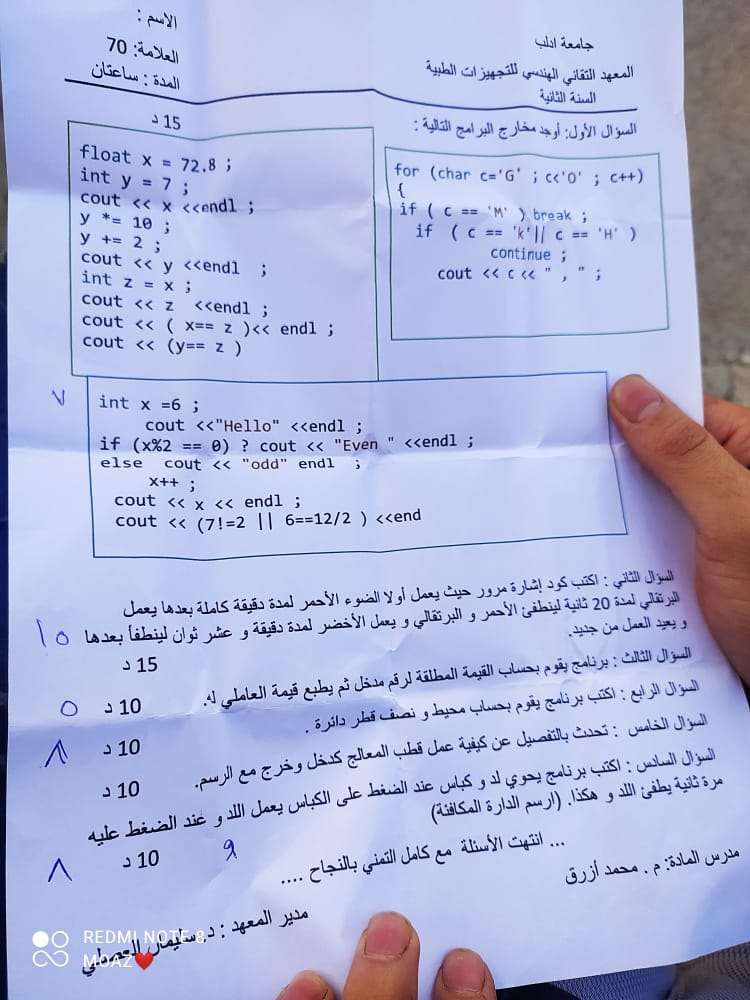 جامعة ادلب
المعهد التقاني الهندسي للتجهيزات الطبية
السنة الثانية
الاسم :
العلامة: 70
المدة : ساعتان
السؤال الأول: أوجد مخارج البرامج التالية :
15 د
for (char c='G' ; c<'O' ; c++)
{
if ( c == 'M' ) break ;
if ( c == 'k'|| c == 'H' )
continue ;
cout << c << " , " ;
float x = 72.8 ;
int y = 7 ;
cout << x <<endl ;
y *= 10 ;
y += 2 ;
cout << y <<endl ;
int z = x ;
cout << z <<endl ;
cout << ( x== z )<< endl ;
cout << (y== z )
٧
int x =6 ;
cout <<"Hello" <<endl ;
if (x%2 == 0) ? cout << "Even " <<endl ;
else cout << "odd" endl ;
x++ ;
cout << x << endl ;
cout << (7!=2 || 6==12/2 ) <<end
السؤال الثاني : اكتب كود إشارة مرور حيث يعمل أولا الضوء الأحمر لمدة دقيقة كاملة بعدها يعمل
البرتقالي لمدة 20 ثانية لينطفئ الأحمر و البرتقالي و يعمل الأخضر لمدة دقيقة و عشر ثوان لينطفأ بعدها
و يعيد العمل من جديد.
15 د
١٥
السؤال الثالث : برنامج يقوم بحساب القيمة المطلقة لرقم مدخل ثم يطبع قيمة العاملي له.
10 د
٥
السؤال الرابع : اكتب برنامج يقوم بحساب محيط و نصف قطر دائرة .
10 د
٨
السؤال الخامس : تحدث بالتفصيل عن كيفية عمل قطب المعالج كدخل وخرج مع الرسم.
10 د
السؤال السادس : اكتب برنامج يحوي لد و كباس عند الضغط على الكباس يعمل اللد و عند الضغط عليه
مرة ثانية يطفئ اللد و هكذا. (ارسم الدارة المكافئة)
10 د
٩
٨
... انتهت الأسئلة مع كامل التمني بالنجاح ....
مدرس المادة: م . محمد أزرق
مدير المعهد : د. سليمان
REDMI NOTE 8
MOAZ❤